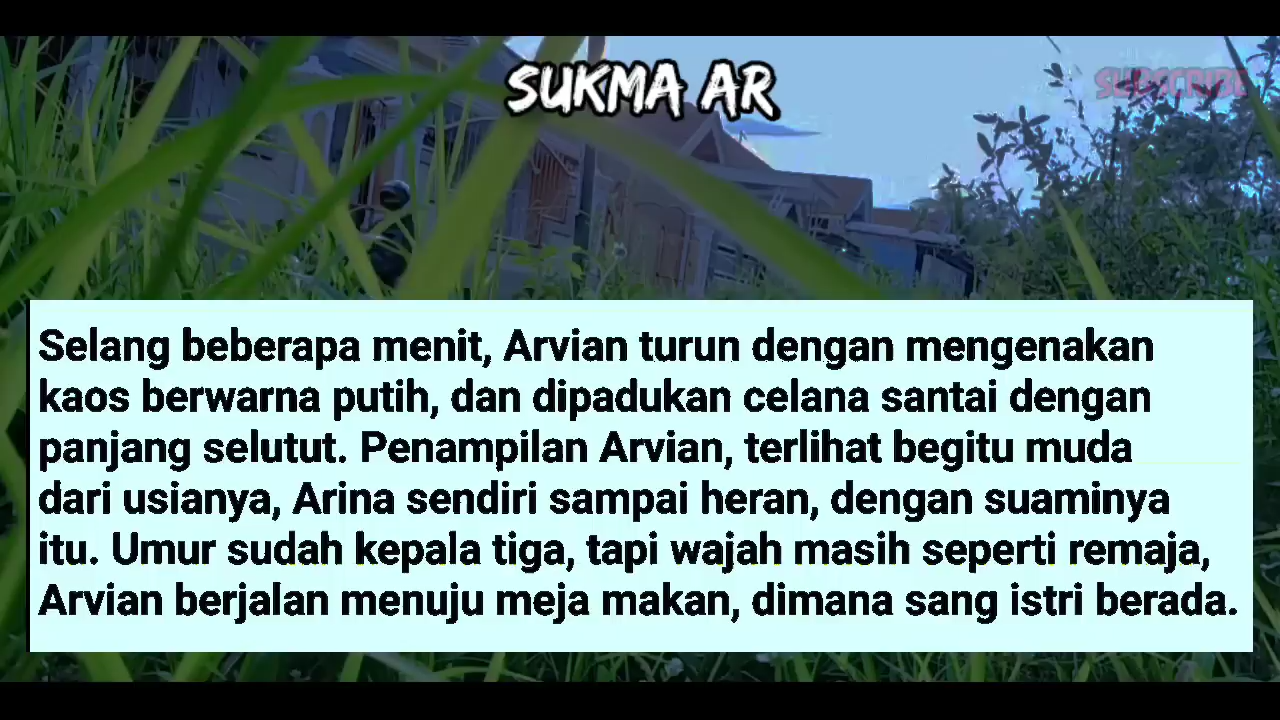 SUKMA AR
SUBSCRIBE
Selang beberapa menit, Arvian turun dengan mengenakan
kaos berwarna putih, dan dipadukan celana santai dengan
panjang selutut. Penampilan Arvian, terlihat begitu muda
dari usianya, Arina sendiri sampai heran, dengan suaminya
itu. Umur sudah kepala tiga, tapi wajah masih seperti remaja,
Arvian berjalan menuju meja makan, dimana sang istri berada.